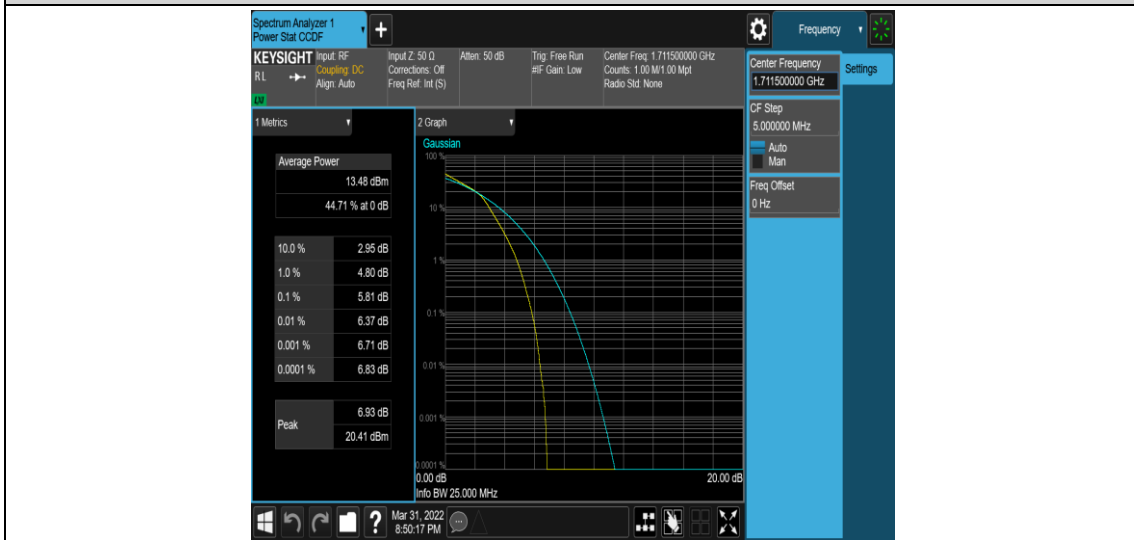 Spectrum Analyzer 1
Power Stat CCDF
+
Frequency
KEYSIGHT
RL
LXI
Input: RF
Coupling: DC
Align: Auto
Input Z: 50 Ω
Corrections: Off
Freq Ref: Int (S)
Atten: 50 dB
Trig: Free Run
#IF Gain: Low
Center Freq: 1.711500000 GHz
Counts: 1.00 M/1.00 Mpt
Radio Std: None
Center Frequency
1.711500000 GHz
Settings
CF Step
5.000000 MHz
Auto
Man
Freq Offset
0 Hz
1 Metrics
Average Power
13.48 dBm
44.71 % at 0 dB
10.0 % 2.95 dB
1.0 % 4.80 dB
0.1 % 5.81 dB
0.01 % 6.37 dB
0.001 % 6.71 dB
0.0001 % 6.83 dB
Peak 6.93 dB
20.41 dBm
2 Graph
Gaussian
100 %
10 %
1 %
0.1 %
0.01 %
0.001 %
0.0001 %
0.00 dB 20.00 dB
Info BW 25.000 MHz
? Mar 31, 2022
8:50:17 PM